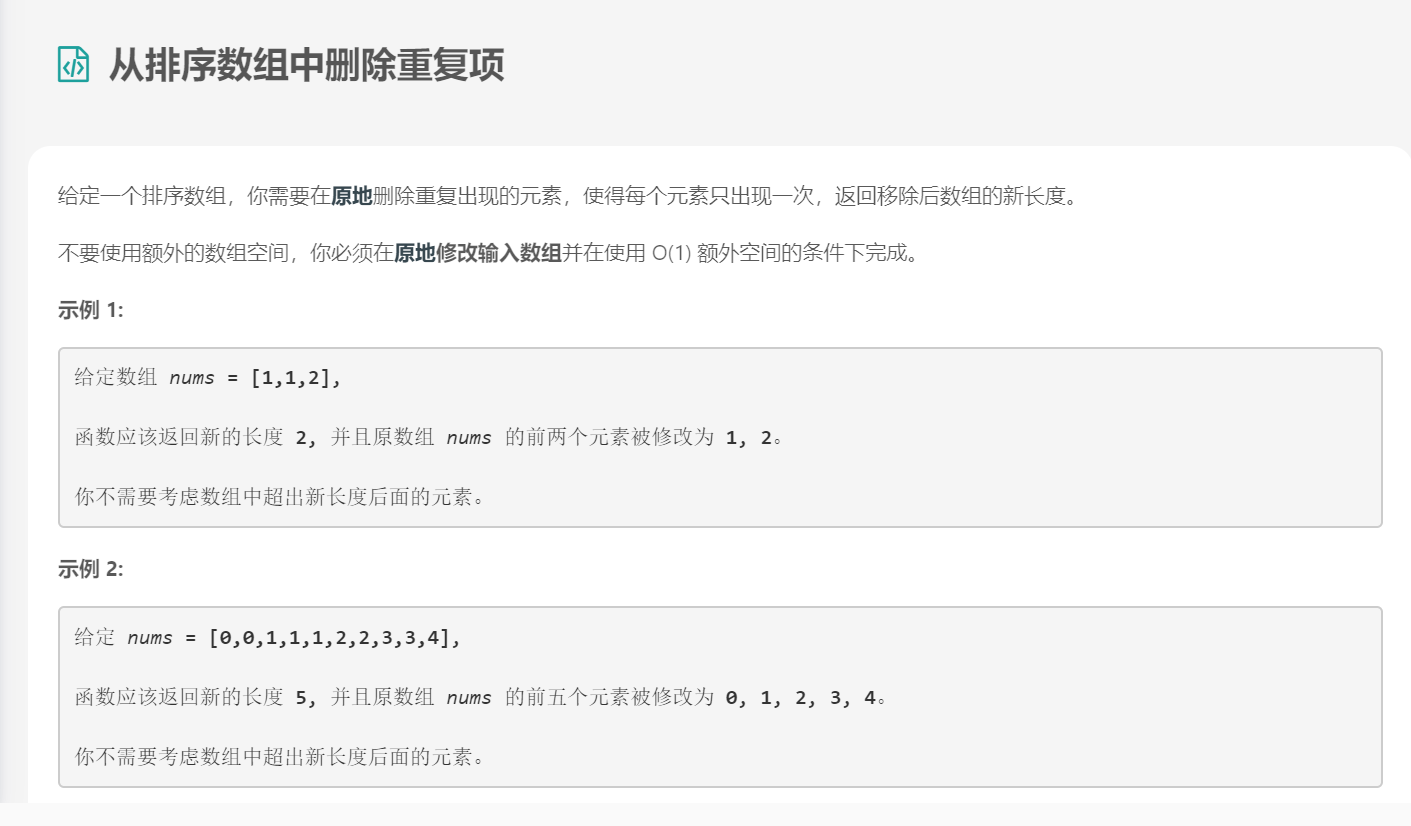 从排序数组中删除重复项
给定一个排序数组，你需要在原地删除重复出现的元素，使得每个元素只出现一次，返回移除后数组的新长度。
不要使用额外的数组空间，你必须在原地修改输入数组并在使用 O(1) 额外空间的条件下完成。
示例 1:
给定数组 nums = [1,1,2],
函数应该返回新的长度 2, 并且原数组 nums 的前两个元素被修改为 1, 2。
你不需要考虑数组中超出新长度后面的元素。
示例 2:
给定 nums = [0,0,1,1,1,2,2,3,3,4],
函数应该返回新的长度 5, 并且原数组 nums 的前五个元素被修改为 0, 1, 2, 3, 4。
你不需要考虑数组中超出新长度后面的元素。